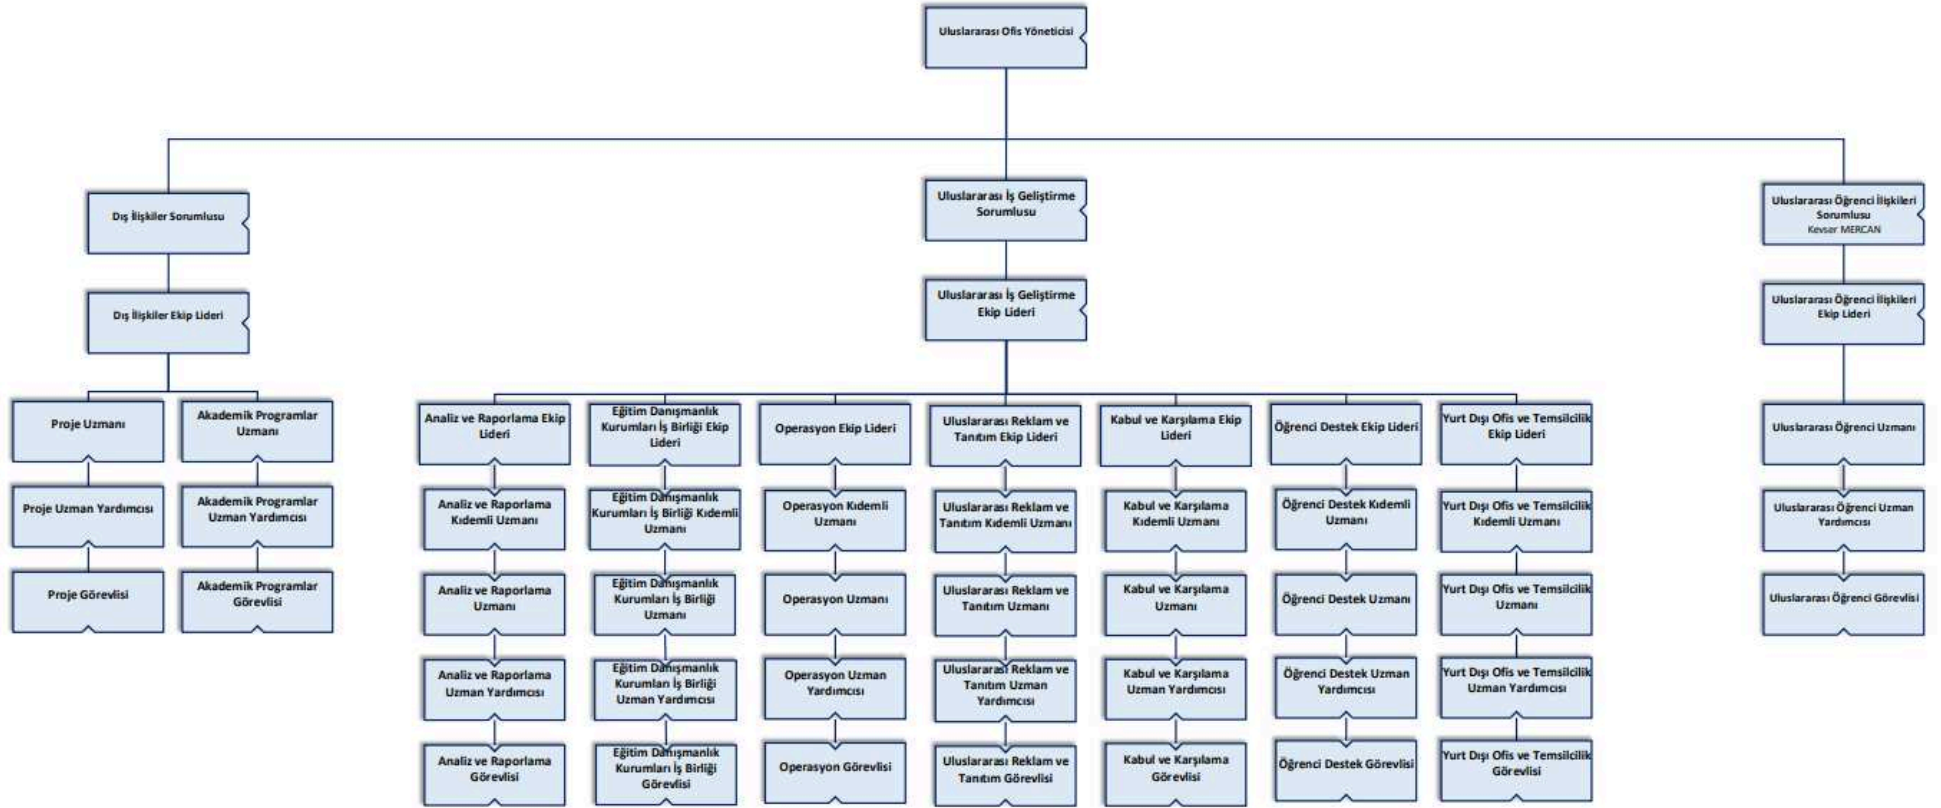 Uluslararası Ofis Yöneticisi
Dış İlişkiler Sorumlusu
Uluslararası İş Geliştirme
Sorumlusu
Uluslararası Öğrenci İlişkileri
Sorumlusu
Kevser MERCAN
Dış İlişkiler Ekip Lideri
Uluslararası İş Geliştirme
Ekip Lideri
Uluslararası Öğrenci İlişkileri
Ekip Lideri
Proje Uzmanı
Akademik Programlar
Uzmanı
Analiz ve Raporlama Ekip
Lideri
Eğitim Danışmanlık
Kurumları İş Birliği Ekip
Lideri
Operasyon Ekip Lideri
Uluslararası Reklam ve
Tanıtım Ekip Lideri
Kabul ve Karşılama Ekip
Lideri
Öğrenci Destek Ekip Lideri
Yurt Dışı Ofis ve Temsilcilik
Ekip Lideri
Uluslararası Öğrenci Uzmanı
Proje Uzman Yardımcısı
Akademik Programlar
Uzman Yardımcısı
Analiz ve Raporlama
Kıdemli Uzmanı
Eğitim Danışmanlık
Kurumları İş Birliği Kıdemli
Uzmanı
Operasyon Kıdemli
Uzmanı
Uluslararası Reklam ve
Tanıtım Kıdemli Uzmanı
Kabul ve Karşılama
Kıdemli Uzmanı
Öğrenci Destek Kıdemli
Uzmanı
Yurt Dışı Ofis ve Temsilcilik
Kıdemli Uzmanı
Uluslararası Öğrenci Uzman
Yardımcısı
Proje Görevlisi
Akademik Programlar
Görevlisi
Analiz ve Raporlama
Uzmanı
Eğitim Danışmanlık
Kurumları İş Birliği
Uzmanı
Operasyon Uzmanı
Uluslararası Reklam ve
Tanıtım Uzmanı
Kabul ve Karşılama
Uzmanı
Öğrenci Destek Uzmanı
Yurt Dışı Ofis ve Temsilcilik
Uzmanı
Uluslararası Öğrenci Görevlisi
Analiz ve Raporlama
Uzman Yardımcısı
Eğitim Danışmanlık
Kurumları İş Birliği
Uzman Yardımcısı
Operasyon Uzman
Yardımcısı
Uluslararası Reklam ve
Tanıtım Uzman
Yardımcısı
Kabul ve Karşılama
Uzman Yardımcısı
Öğrenci Destek Uzman
Yardımcısı
Yurt Dışı Ofis ve Temsilcilik
Uzman Yardımcısı
Analiz ve Raporlama
Görevlisi
Eğitim Danışmanlık
Kurumları İş Birliği
Görevlisi
Operasyon Görevlisi
Uluslararası Reklam ve
Tanıtım Görevlisi
Kabul ve Karşılama
Görevlisi
Öğrenci Destek Görevlisi
Yurt Dışı Ofis ve Temsilcilik
Görevlisi